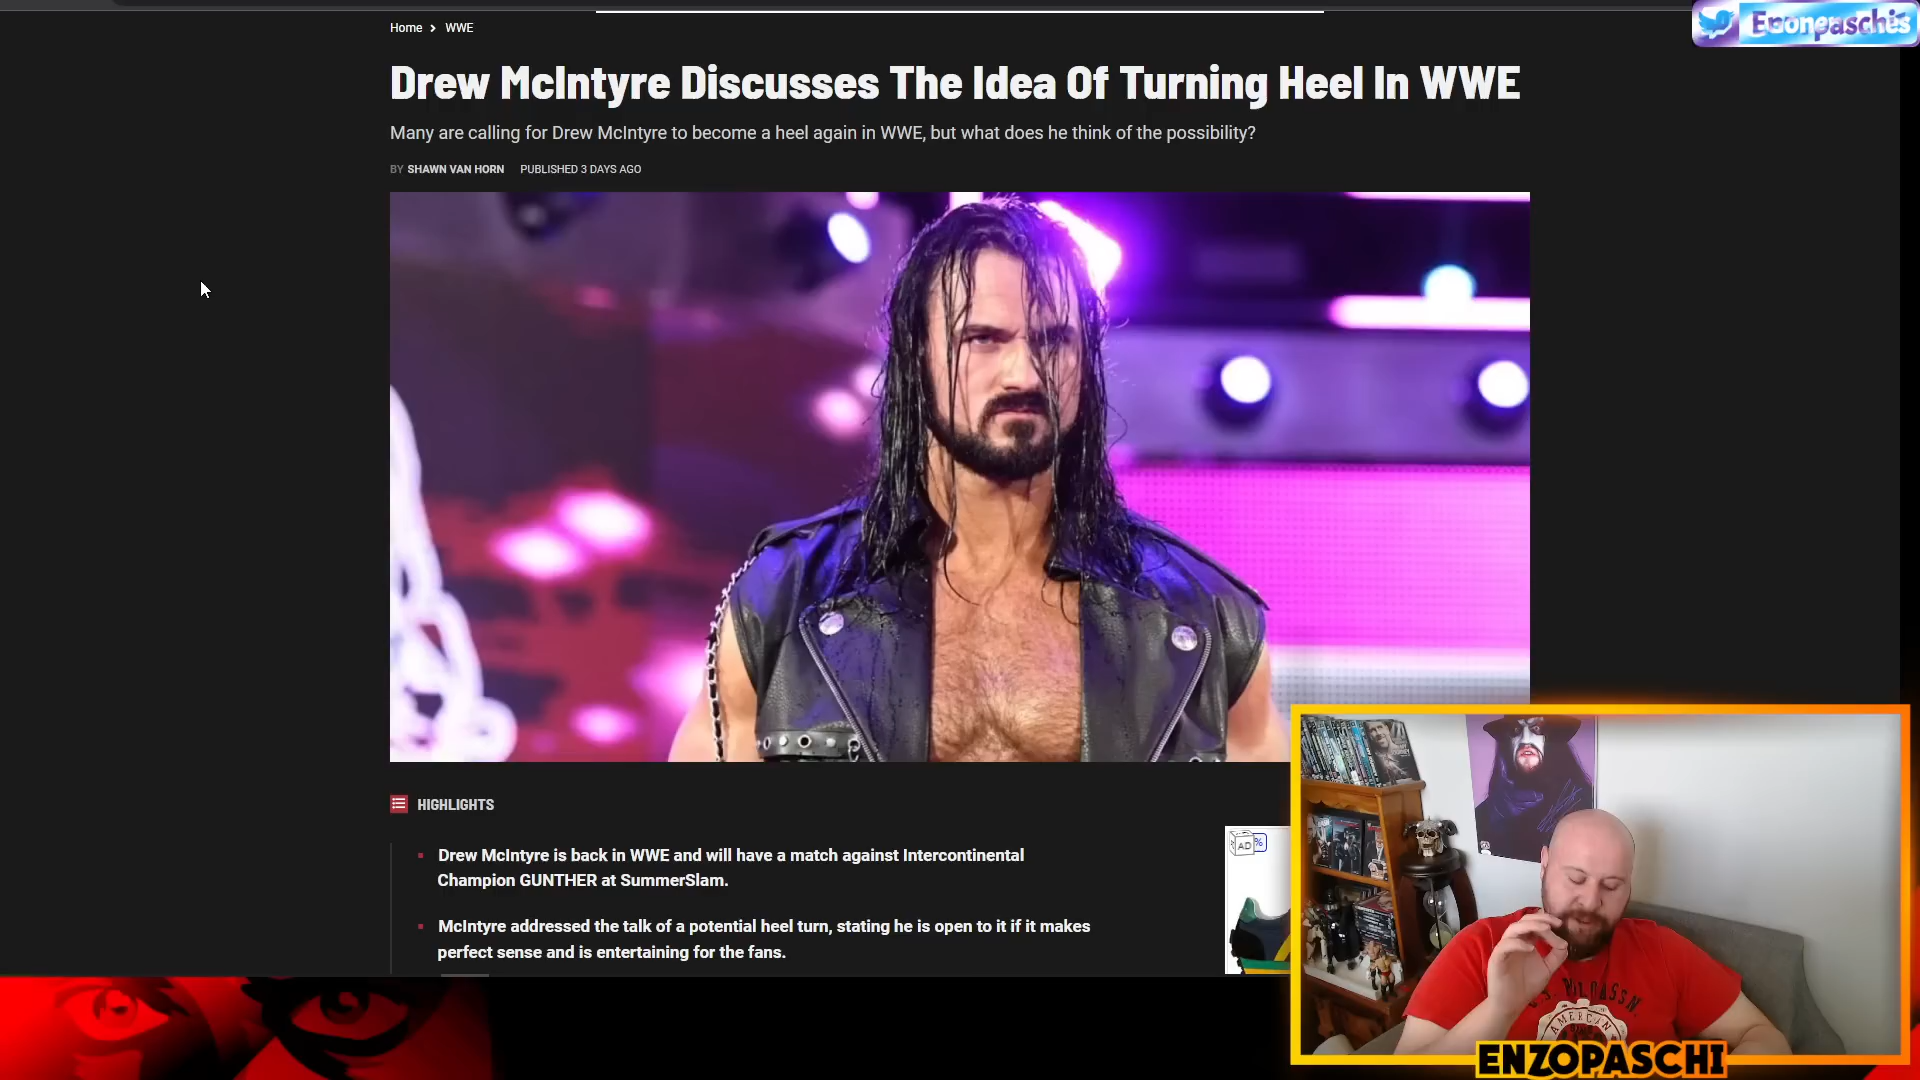 Home > WWE
Drew McIntyre Discusses The Idea Of Turning Heel In WWE
Many are calling for Drew McIntyre to become a heel again in WWE, but what does he think of the possibility?
BY SHAWN VAN HORN PUBLISHED 3 DAYS AGO
HIGHLIGHTS
Drew McIntyre is back in WWE and will have a match against Intercontinental
Champion GUNTHER at SummerSlam.
McIntyre addressed the talk of a potential heel turn, stating he is open to it if it makes
perfect sense and is entertaining for the fans.
AD
%
AMERICAN
ENZOPASCHI